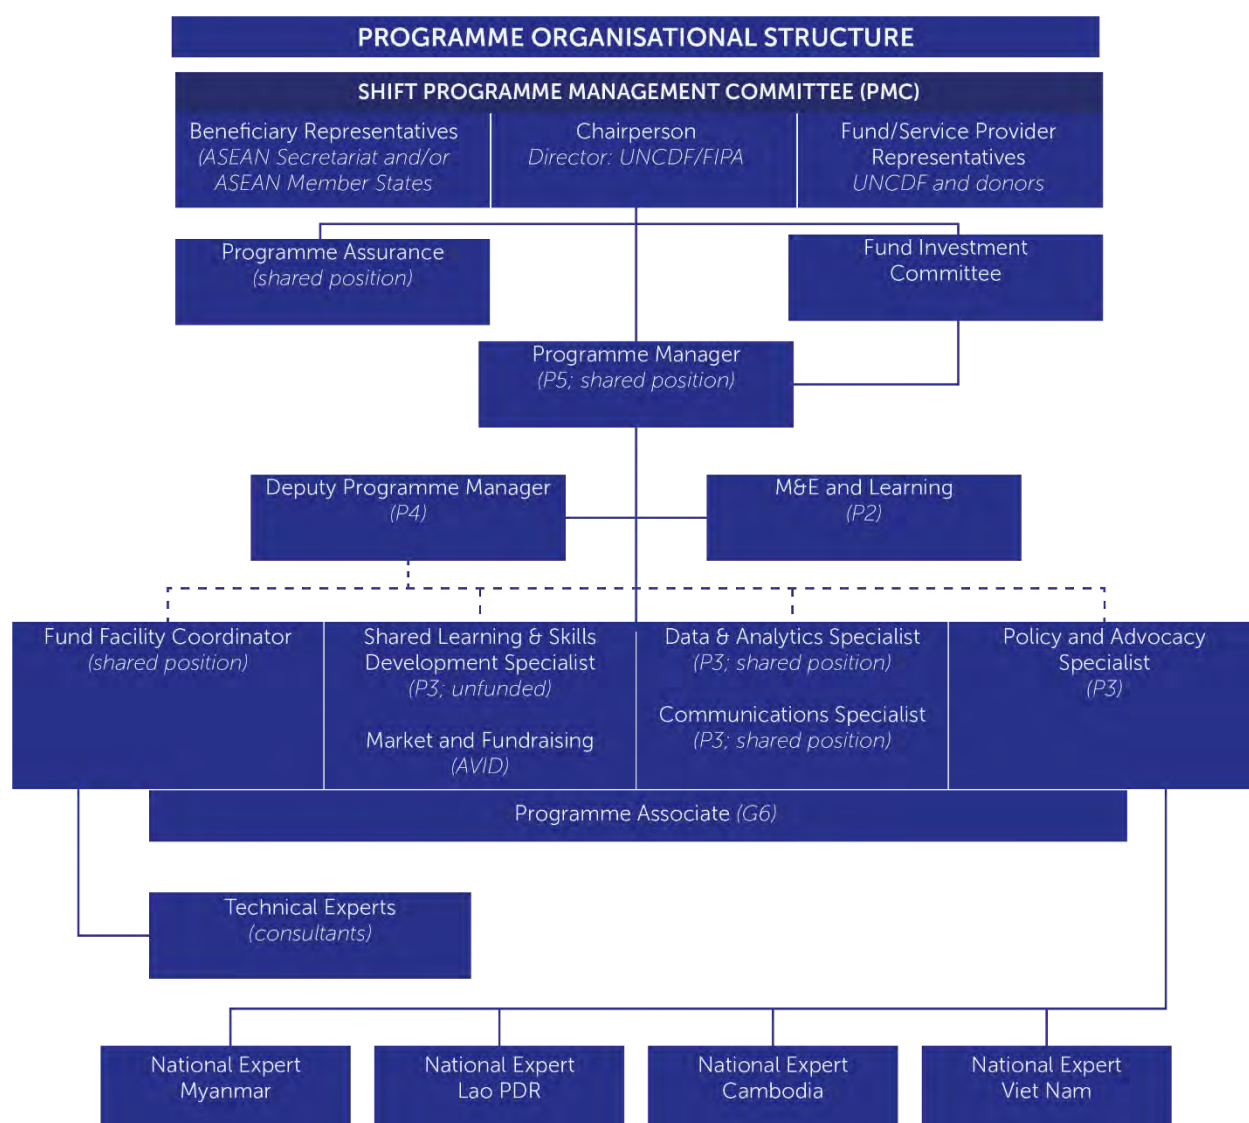 PROGRAMME ORGANISATIONAL STRUCTURE
SHIFT PROGRAMME MANAGEMENT COMMITTEE (PMC)
Beneficiary Representatives
(ASEAN Secretariat and/or
ASEAN Member States
Chairperson
Director: UNCDF/FIPA
Fund/Service Provider
Representatives
UNCDF and donors
Programme Assurance
(shared position)
Fund Investment
Committee
Programme Manager
(P5; shared position)
Deputy Programme Manager
(P4)
M&E and Learning
(P2)
Fund Facility Coordinator
(shared position)
Shared Learning & Skills
Development Specialist
(P3; unfunded)
Market and Fundraising
(AVID)
Data & Analytics Specialist
(P3; shared position)
Communications Specialist
(P3; shared position)
Policy and Advocacy
Specialist
(P3)
Programme Associate (G6)
Technical Experts
(consultants)
National Expert
Myanmar
National Expert
Lao PDR
National Expert
Cambodia
National Expert
Viet Nam